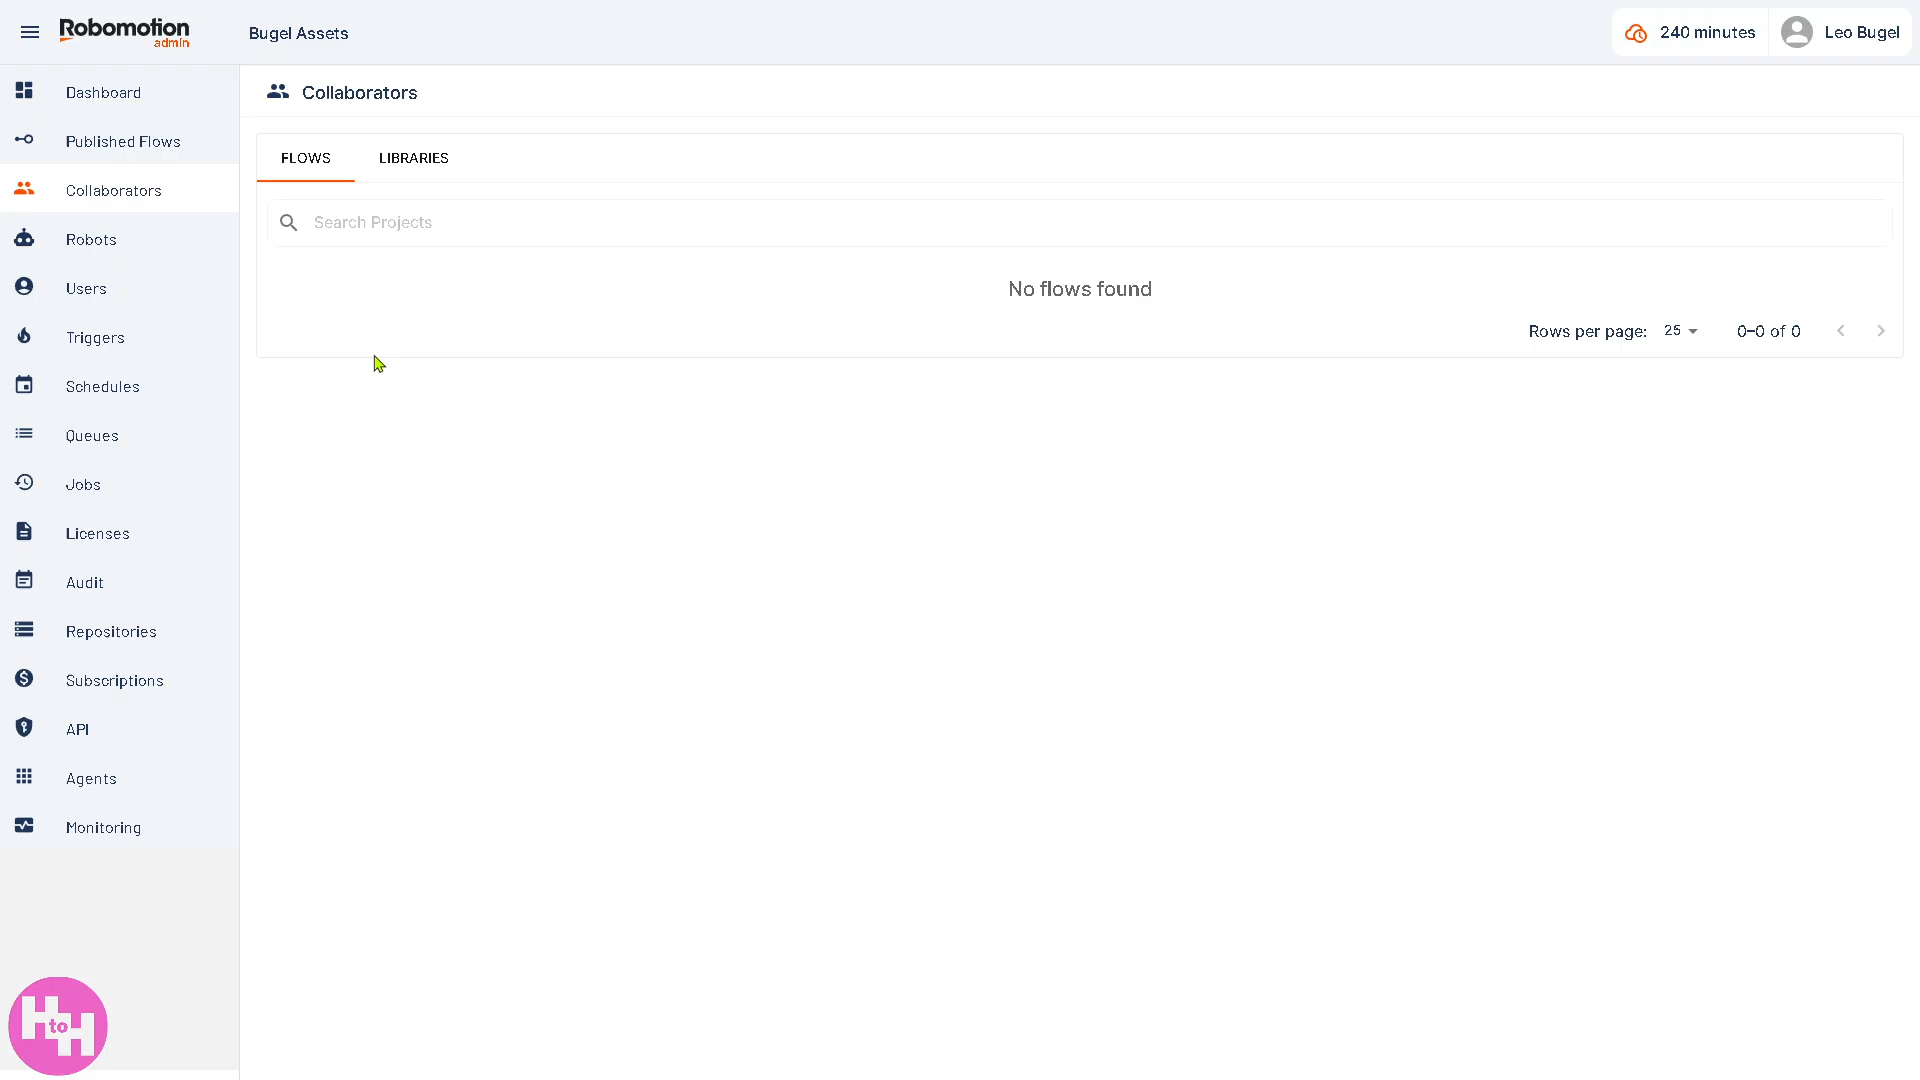 Robomotion
admin
Bugel Assets
240 minutes
Leo Bugel
Dashboard
Published Flows
Collaborators
Robots
Users
Triggers
Schedules
Queues
Jobs
Licenses
Audit
Repositories
Subscriptions
API
Agents
Monitoring
Collaborators
FLOWS
LIBRARIES
Search Projects
No flows found
Rows per page: 25
0-0 of 0
H to H